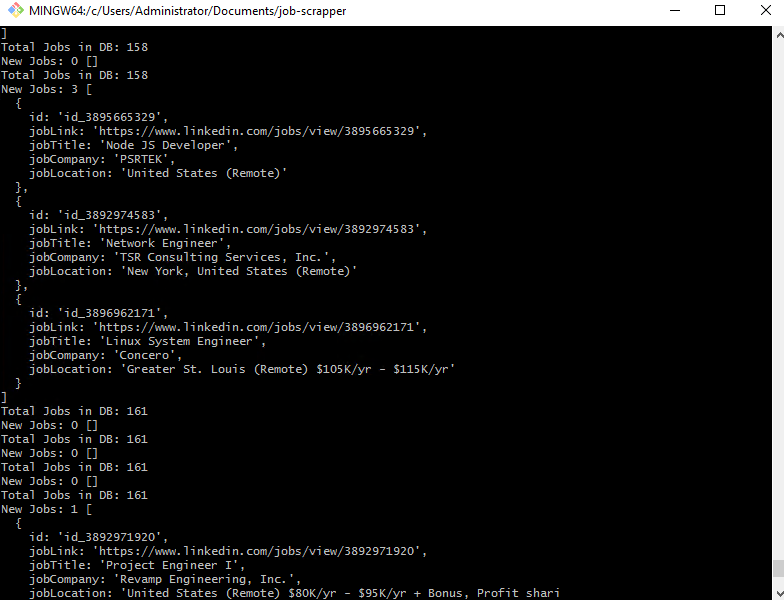 MINGW64:/c/Users/Administrator/Documents/job-scrapper
]
Total Jobs in DB: 158
New Jobs: 0 []
Total Jobs in DB: 158
New Jobs: 3 [
  {
    id: 'id_3895665329',
    jobLink: 'https://www.linkedin.com/jobs/view/3895665329',
    jobTitle: 'Node JS Developer',
    jobCompany: 'PSRTEK',
    jobLocation: 'United States (Remote)'
  },
  {
    id: 'id_3892974583',
    jobLink: 'https://www.linkedin.com/jobs/view/3892974583',
    jobTitle: 'Network Engineer',
    jobCompany: 'TSR Consulting Services, Inc.',
    jobLocation: 'New York, United States (Remote)'
  },
  {
    id: 'id_3896962171',
    jobLink: 'https://www.linkedin.com/jobs/view/3896962171',
    jobTitle: 'Linux System Engineer',
    jobCompany: 'Concero',
    jobLocation: 'Greater St. Louis (Remote) $105K/yr - $115K/yr'
  }
]
Total Jobs in DB: 161
New Jobs: 0 []
Total Jobs in DB: 161
New Jobs: 0 []
Total Jobs in DB: 161
New Jobs: 0 []
Total Jobs in DB: 161
New Jobs: 1 [
  {
    id: 'id_3892971920',
    jobLink: 'https://www.linkedin.com/jobs/view/3892971920',
    jobTitle: 'Project Engineer I',
    jobCompany: 'Revamp Engineering, Inc.',
    jobLocation: 'United States (Remote) $80K/yr - $95K/yr + Bonus, Profit shari